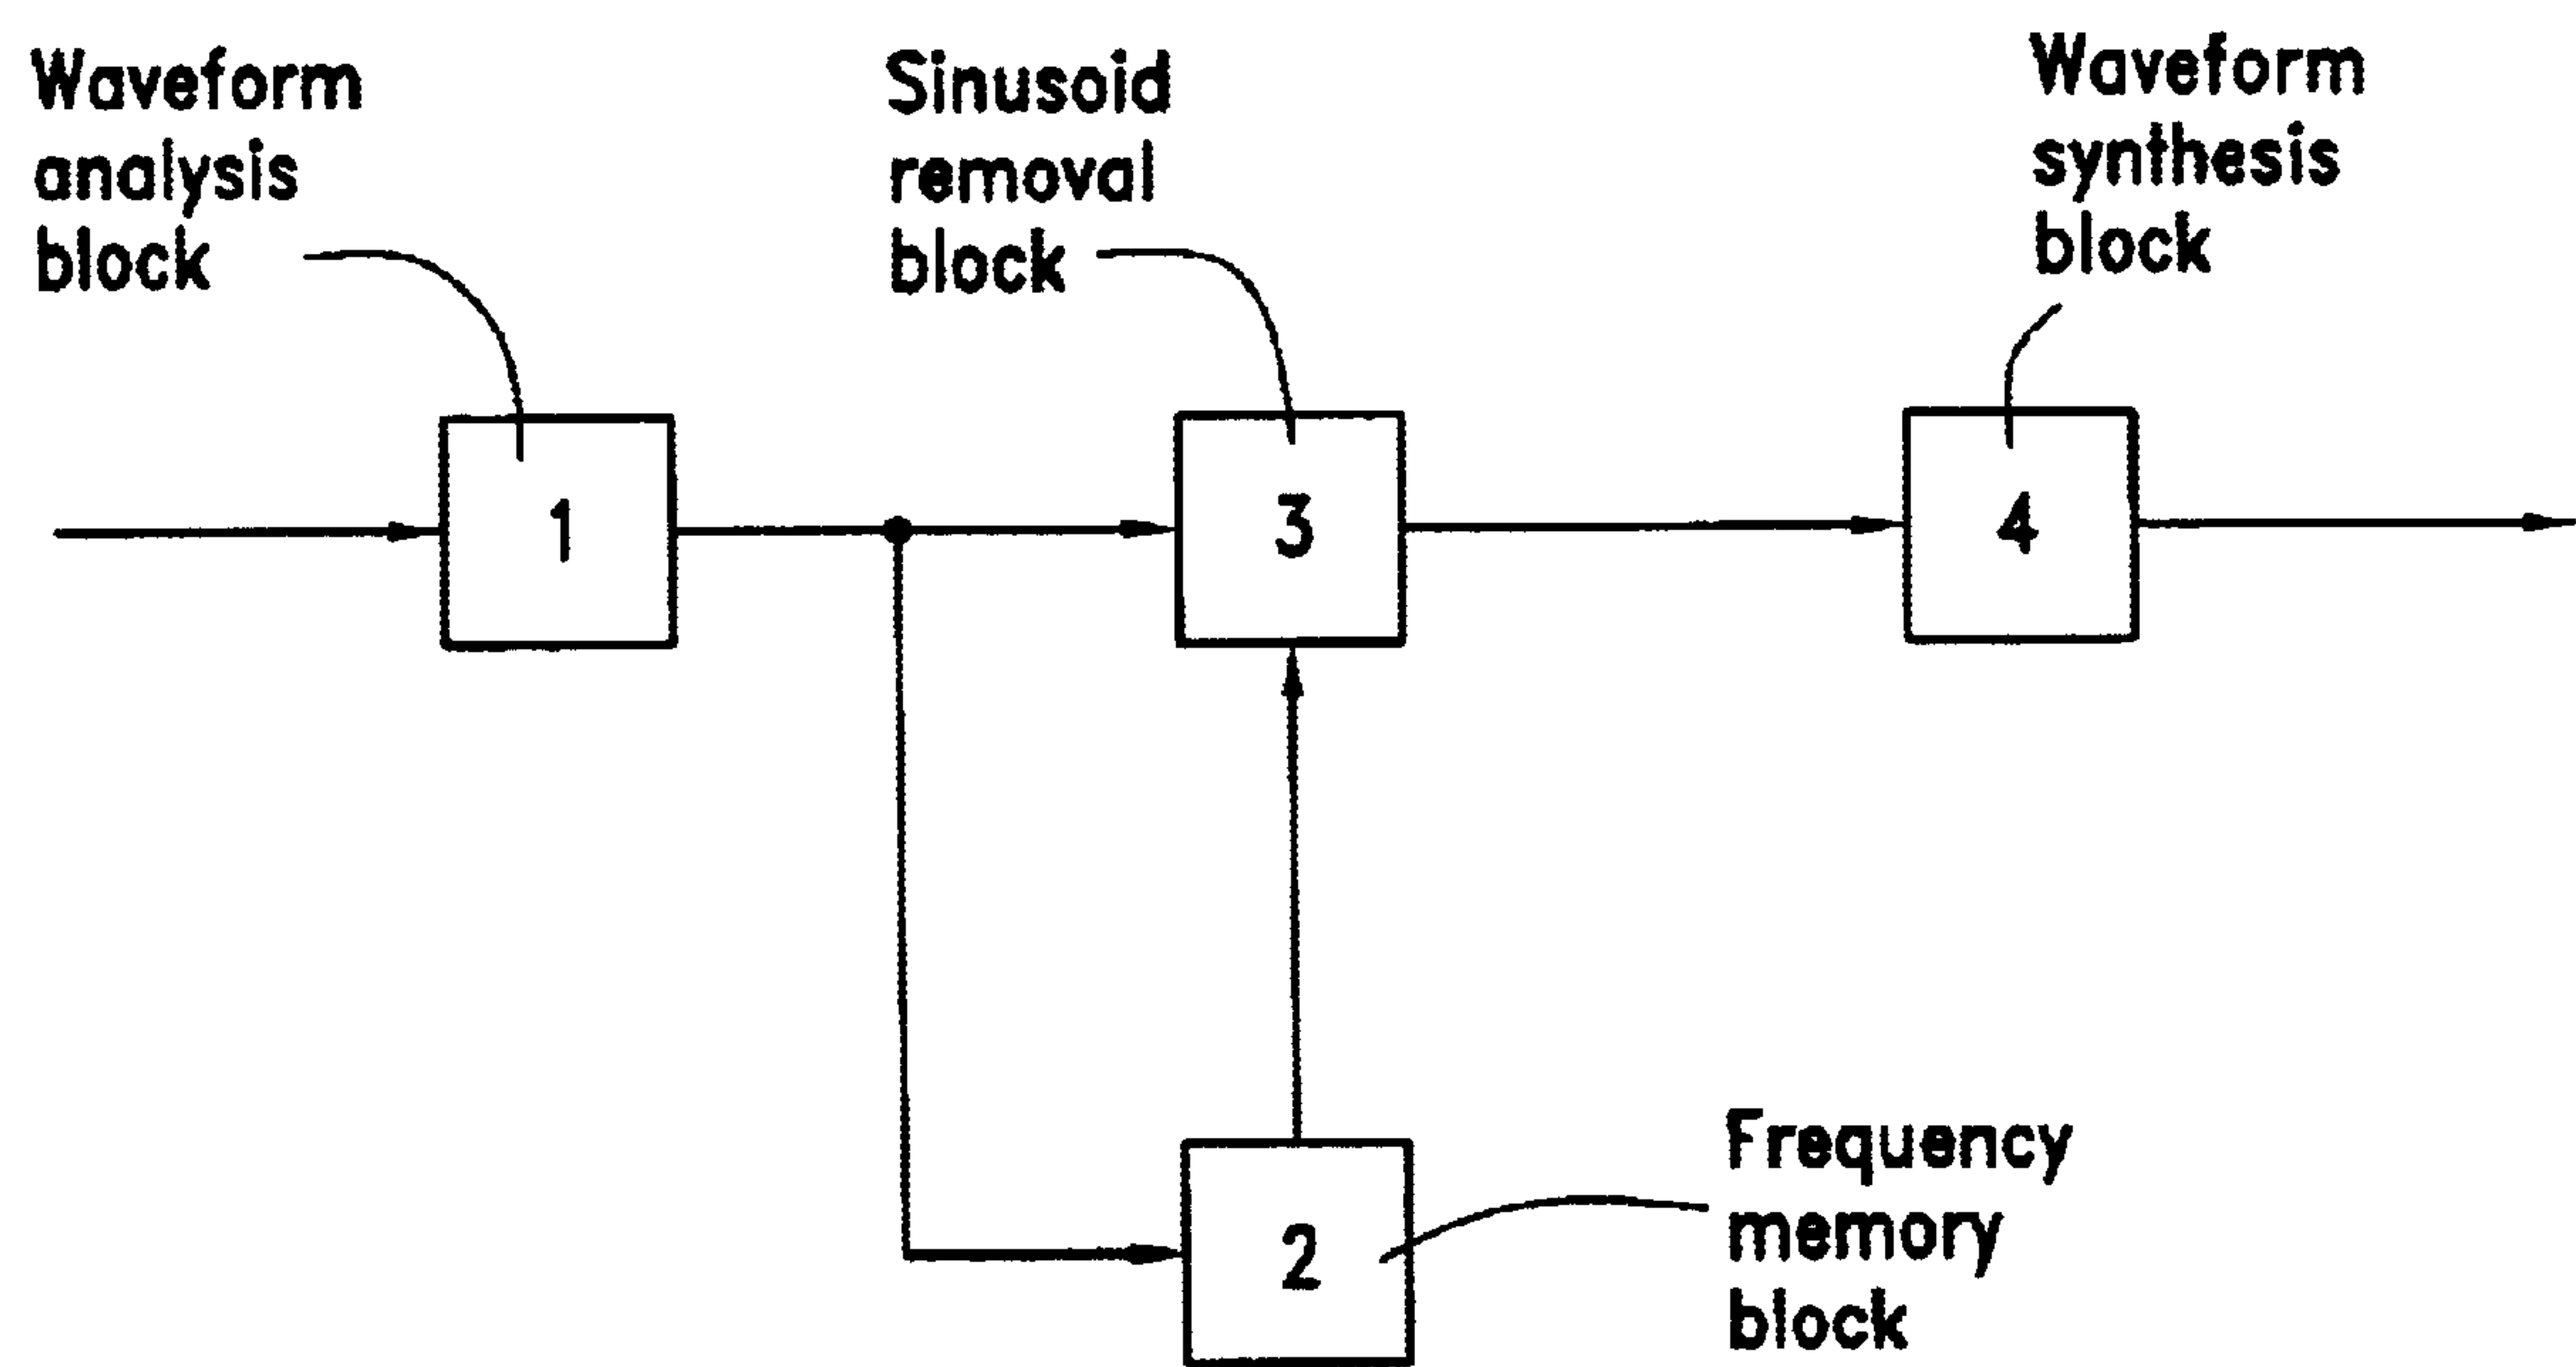 Waveform
analysis
block
Sinusoid
removal
block
Waveform
synthesis
block
1
3
4
2
Frequency
memory
block